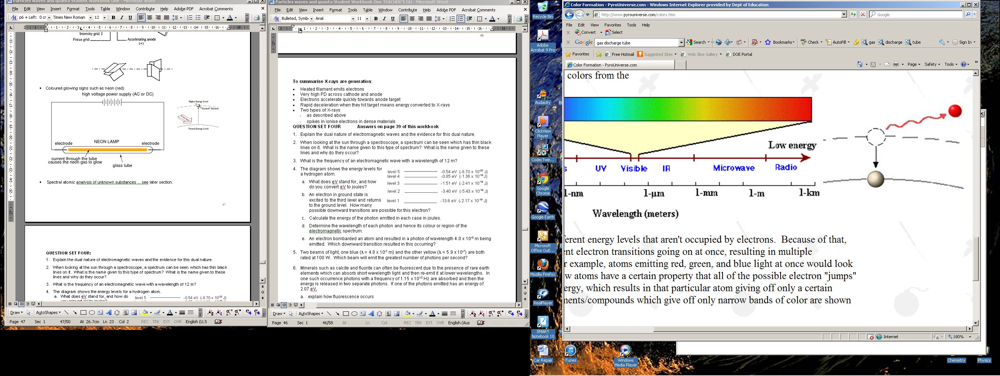 Particles waves and quanta Student Workbook One - Microsoft Word
File Edit View Insert Format Tools Table Window Contribute Help Adobe PDF Acrobat Comments
p6 + Left: 0 cr Times New Roman 12 B I U
Intensity grid
Focus grid
Accelerating anode
(+)
• Coloured glowing signs such as neon (red)
high voltage power supply (AC or DC)
Higher Energy Level
"Excited" Electron
Normal Energy Level
electrode
NEON LAMP
electrode
current through the tube
causes the neon gas to glow
glass tube
• Spectral atomic analysis of unknown substances ... see later section.
47
QUESTION SET FOUR:
1. Explain the dual nature of electromagnetic waves and the evidence for this dual nature.
2. When looking at the sun through a spectroscope, a spectrum can be seen which has thin black
lines on it. What is the name given to this type of spectrum? What is the name given to these
lines and why do they occur?
3. What is the frequency of an electromagnetic wave with a wavelength of 12 m?
4. The diagram shows the energy levels for a hydrogen atom.
a. What does eV stand for, and how do
you convert eV to joules?
level 5 -0.54 eV (-8.70 x 10⁻²⁰ J)
Draw AutoShapes
Page 47 Sec 1 47/50 At 26.7cm Ln 23 Col 2 REC TRK EXT OVR English (U.S
Particles waves and quanta Student Workbook One TEACHER'S GU - Microsoft Word
File Edit View Insert Format Tools Table Window Contribute Help Adobe PDF Acrobat Comments
Bulleted, Symb Arial 11 B I U
46
To summarise X-rays are generation:
• Heated filament emits electrons
• Very high PD across cathode and anode
• Electrons accelerate quickly towards anode target
• Rapid deceleration when they hit target means energy converted to X-rays
• Two types of X-rays
- as described above
- spikes in ionise electrons in dense materials
QUESTION SET FOUR Answers on page 39 of this workbook
1. Explain the dual nature of electromagnetic waves and the evidence for this dual nature.
2. When looking at the sun through a spectroscope, a spectrum can be seen which has thin black
lines on it. What is the name given to this type of spectrum? What is the name given to these
lines and why do they occur?
3. What is the frequency of an electromagnetic wave with a wavelength of 12 m?
4. The diagram shows the energy levels for
a hydrogen atom.
a. What does eV stand for, and how
do you convert eV to joules?
b. An electron in ground state is
excited to the third level and returns
to the ground level. How many
possible downward transitions are possible for this electron?
level 5 -0.54 eV (-8.70 x 10⁻²⁰ J)
level 4 -0.85 eV (-1.36 x 10⁻¹⁹ J)
level 3 -1.51 eV (-2.41 x 10⁻¹⁹ J)
level 2 -3.40 eV (-5.43 x 10⁻¹⁹ J)
level 1 -13.6 eV (-2.17 x 10⁻¹⁸ J)
c. Calculate the energy of the photon emitted in each case in joules.
d. Determine the wavelength of each photon and hence its colour or region of the
electromagnetic spectrum.
e. An electron bombarded an atom and resulted in a photon of wavelength 4.0 x 10⁻⁶ m being
emitted. Which downward transition resulted in this occurring?
5. Two beams of light, one blue (λ = 4.8 x 10⁻⁷ m) and the other yellow (λ = 5.9 x 10⁻⁷) are both
rated at 100 W. Which beam will emit the greatest number of photons per second?
6. Minerals such as calcite and fluorite can often be fluorescent due to the presence of rare earth
elements which can absorb short wavelength light and then re-emit it at lower wavelengths. In
one such occurrence photons with a frequency of 1.15 x 10¹⁵ Hz are absorbed and then the
energy is released in two separate photons. If one of the photons emitted has an energy of
2.07 eV,
a. explain how fluorescence occurs
Draw AutoShapes
Page 46 Sec 1 46/58 At Ln Col REC TRK EXT OVR English (Aus
Recycle Bin
Adobe
Acrobat 9 Pro
Audacity
ClickView
Player
CodecTwe...
Google
Chrome
Google Earth
Microsoft
Office Outl...
Mozilla Firefox
RealPlayer
SMART
Notebook 10
Car Repair
iTunes
Windows
Media Player
Chemistry
Physics
Color Formation - PyroUniverse.com - Windows Internet Explorer provided by Dept of Education
http://www.pyrouniverse.com/colors.htm
Google
File Edit View Favorites Tools Help
x Convert Select
x Google gas discharge tube Search Bookmarks Check AutoFill gas discharge tube Sign In
Favorites Free Hotmail Suggested Sites Web Slice Gallery DOE Portal
Color Formation - PyroUniverse.com
Page Safety Tools
colors from the
Low energy
s UV Visible IR Microwave Radio
1-nm 1-μm 1-mm 1-m 1-km
Wavelength (meters)
ferent energy levels that aren't occupied by electrons. Because of that,
ent electron transitions going on at once, resulting in multiple
r example, atoms emitting red, green, and blue light at once would look
w atoms have a certain property that all of the possible electron "jumps"
ergy, which results in that particular atom giving off only a certain
ments/compounds which give off only narrow bands of color are shown
Internet 180%